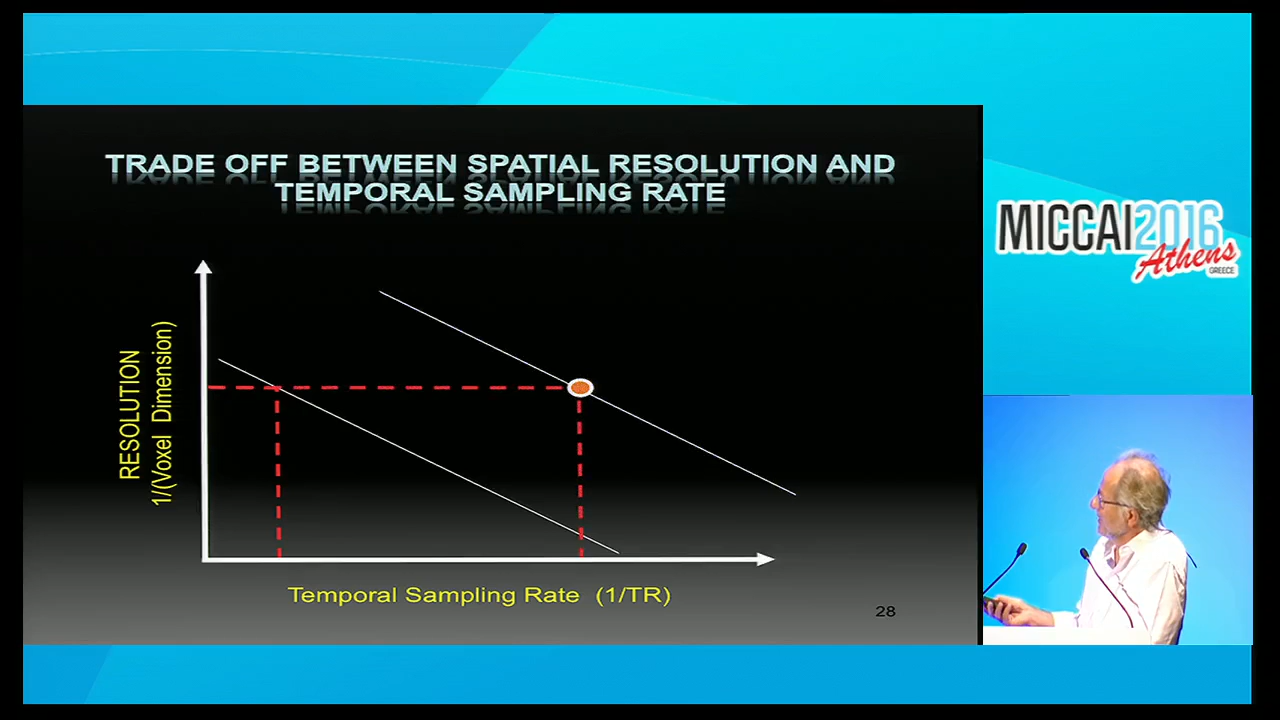 TRADE OFF BETWEEN SPATIAL RESOLUTION AND
TEMPORAL SAMPLING RATE
RESOLUTION
1/(Voxel Dimension)
Temporal Sampling Rate (1/TR)
28
MICCAI2016
Athens
GREECE